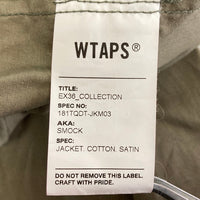 WTAPS®
TITLE:
EX36_COLLECTION
SPEC NO:
181TQDT-JKM03
AKA:
SMOCK
SPEC:
JACKET. COTTON. SATIN
DO NOT REMOVE THIS LABEL.
CRAFT WITH PRIDE.